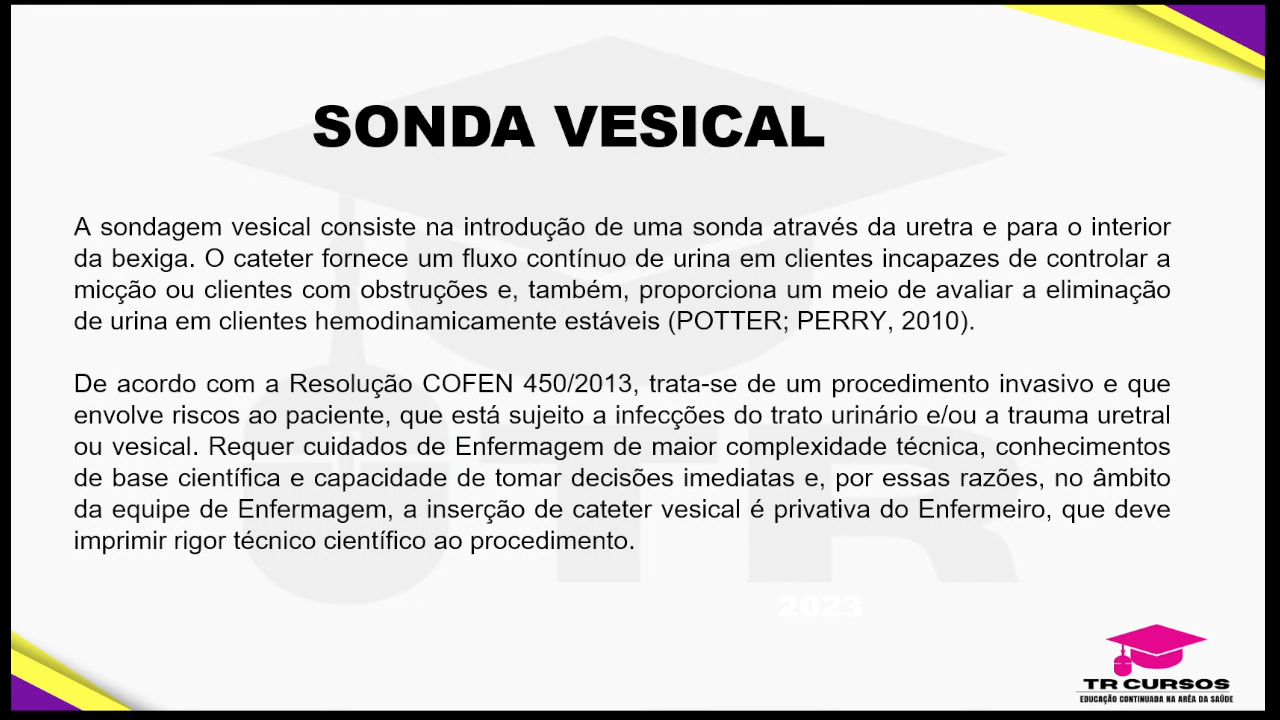 SONDA VESICAL
A sondagem vesical consiste na introdução de uma sonda através da uretra e para o interior
da bexiga. O cateter fornece um fluxo contínuo de urina em clientes incapazes de controlar a
micção ou clientes com obstruções e, também, proporciona um meio de avaliar a eliminação
de urina em clientes hemodinamicamente estáveis (POTTER; PERRY, 2010).
De acordo com a Resolução COFEN 450/2013, trata-se de um procedimento invasivo e que
envolve riscos ao paciente, que está sujeito a infecções do trato urinário e/ou a trauma uretral
ou vesical. Requer cuidados de Enfermagem de maior complexidade técnica, conhecimentos
de base científica e capacidade de tomar decisões imediatas e, por essas razões, no âmbito
da equipe de Enfermagem, a inserção de cateter vesical é privativa do Enfermeiro, que deve
imprimir rigor técnico científico ao procedimento.
TR
2023
TR CURSOS
EDUCAÇÃO CONTINUADA NA ARÊA DA SAÚDE